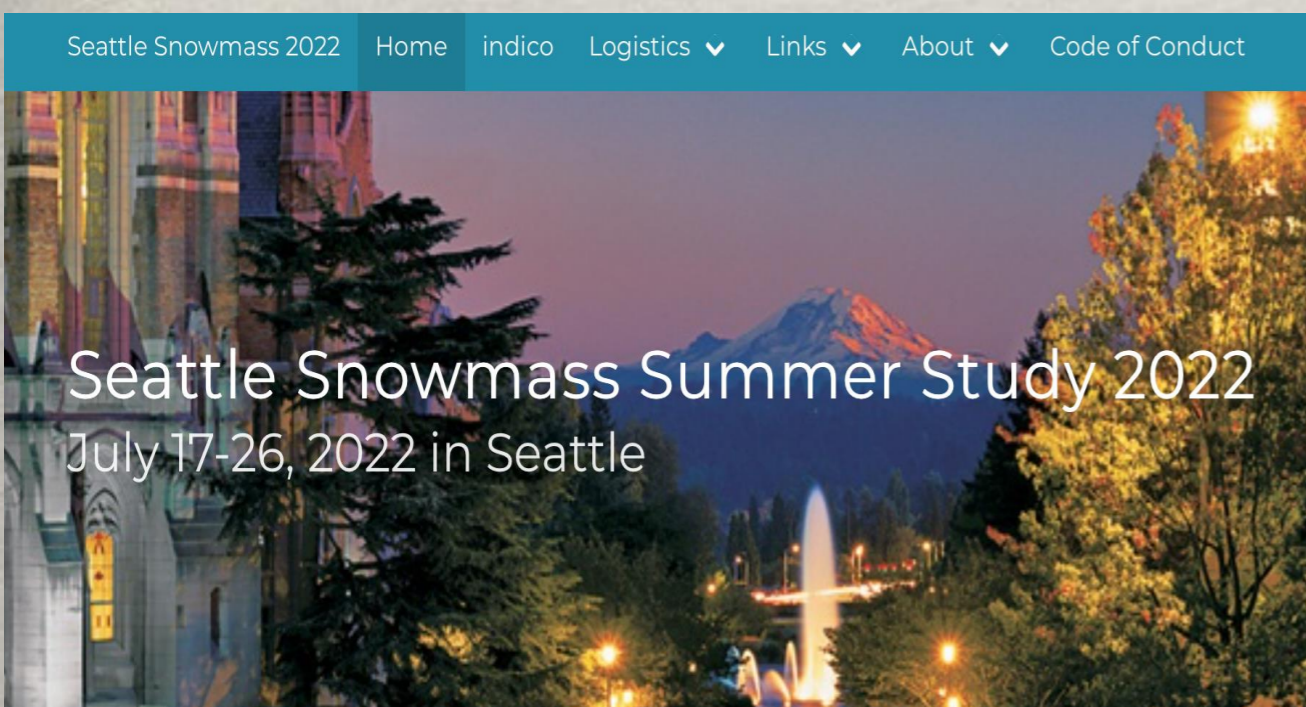 Seattle Snowmass 2022 Home indico Logistics Links About Code of Conduct
Seattle Snowmass Summer Study 2022
July 17-26, 2022 in Seattle